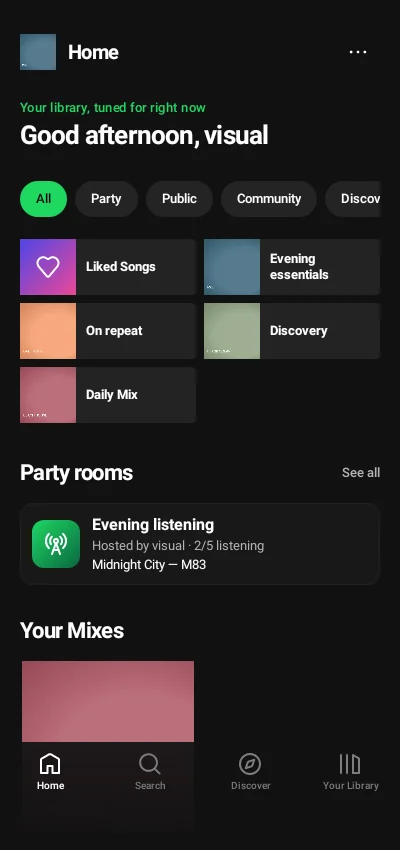 Home
Your library, tuned for right now
Good afternoon, visual
All
Party
Public
Community
Discov
Liked Songs
Evening
essentials
On repeat
Discovery
Daily Mix
Party rooms
See all
Evening listening
Hosted by visual · 2/5 listening
Midnight City — M83
Your Mixes
Home
Search
Discover
Your Library